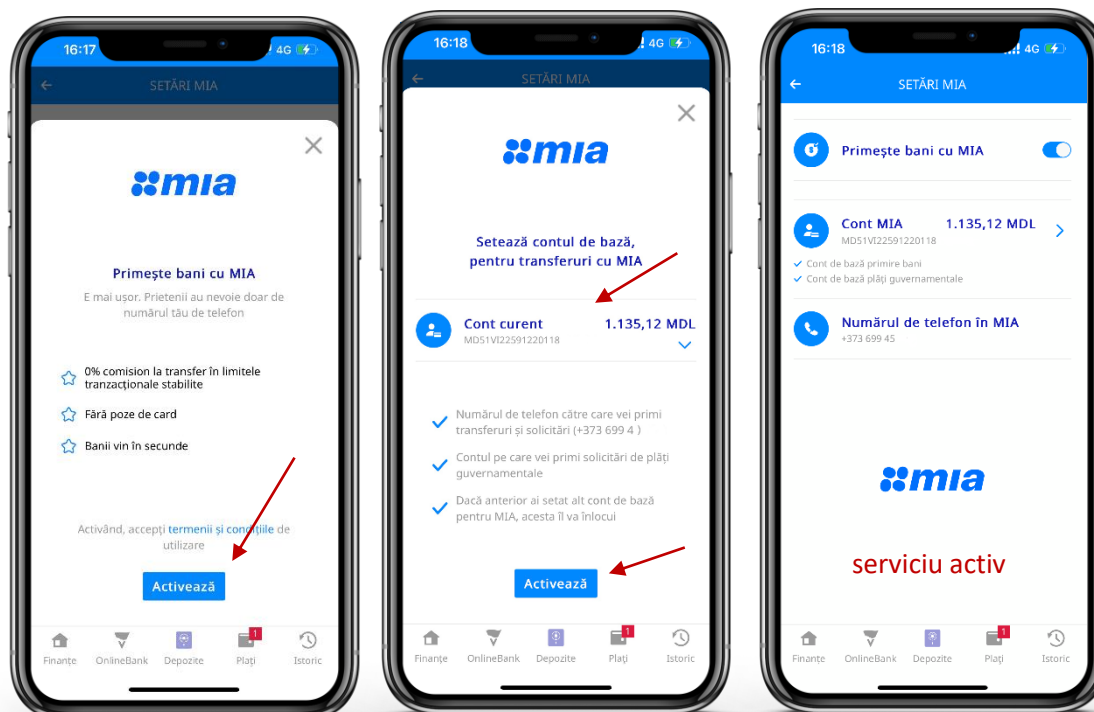 16:17
4G
SETĂRI MIA
mia
Primește bani cu MIA
E mai ușor. Prietenii au nevoie doar de
numărul tău de telefon
0% comision la transfer în limitele
tranzacționale stabilite
Fără poze de card
Banii vin în secunde
Activând, accepți termenii și condițiile de
utilizare
Activează
1
Finanțe OnlineBank Depozite Plați Istoric
16:18
4G
SETĂRI MIA
mia
Setează contul de bază,
pentru transferuri cu MIA
Cont curent 1.135,12 MDL
MD51VI22591220118
Numărul de telefon către care vei primi
transferuri și solicitări (+373 699 4 )
Contul pe care vei primi solicitări de plăți
guvernamentale
Dacă anterior ai setat alt cont de bază
pentru MIA, acesta îl va înlocui
Activează
1
Finanțe OnlineBank Depozite Plați Istoric
16:18
4G
SETĂRI MIA
Primește bani cu MIA
Cont MIA 1.135,12 MDL
MD51VI22591220118
Cont de bază primire bani
Cont de bază plăți guvernamentale
Numărul de telefon în MIA
+373 699 45
mia
serviciu activ
1
Finanțe OnlineBank Depozite Plați Istoric